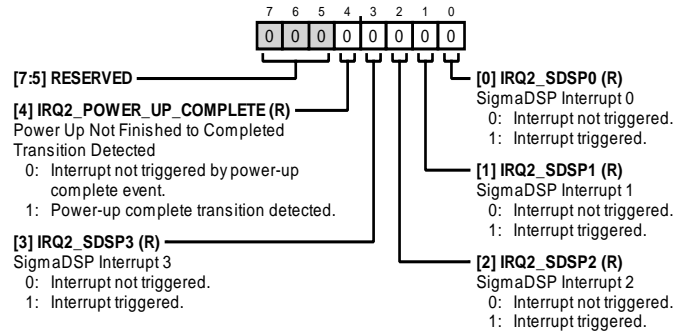 7 6 5 4 3 2 1 0
0 0 0 0 0 0 0 0
[7:5] RESERVED
[4] IRQ2_POWER_UP_COMPLETE (R)
Power Up Not Finished to Completed
Transition Detected
0: Interrupt not triggered by power-up
complete event.
1: Power-up complete transition detected.
[3] IRQ2_SDSP3 (R)
SigmaDSP Interrupt 3
0: Interrupt not triggered.
1: Interrupt triggered.
[0] IRQ2_SDSP0 (R)
SigmaDSP Interrupt 0
0: Interrupt not triggered.
1: Interrupt triggered.
[1] IRQ2_SDSP1 (R)
SigmaDSP Interrupt 1
0: Interrupt not triggered.
1: Interrupt triggered.
[2] IRQ2_SDSP2 (R)
SigmaDSP Interrupt 2
0: Interrupt not triggered.
1: Interrupt triggered.